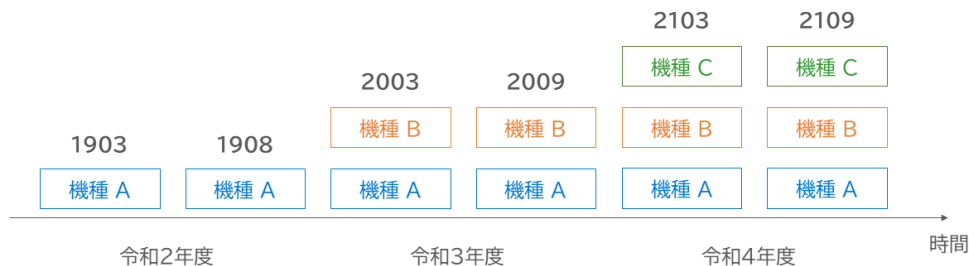 2103 2109
機種 C 機種 C
2003 2009
機種 B 機種 B 機種 B 機種 B
1903 1908
機種 A 機種 A 機種 A 機種 A 機種 A 機種 A
時間
令和2年度 令和3年度 令和4年度